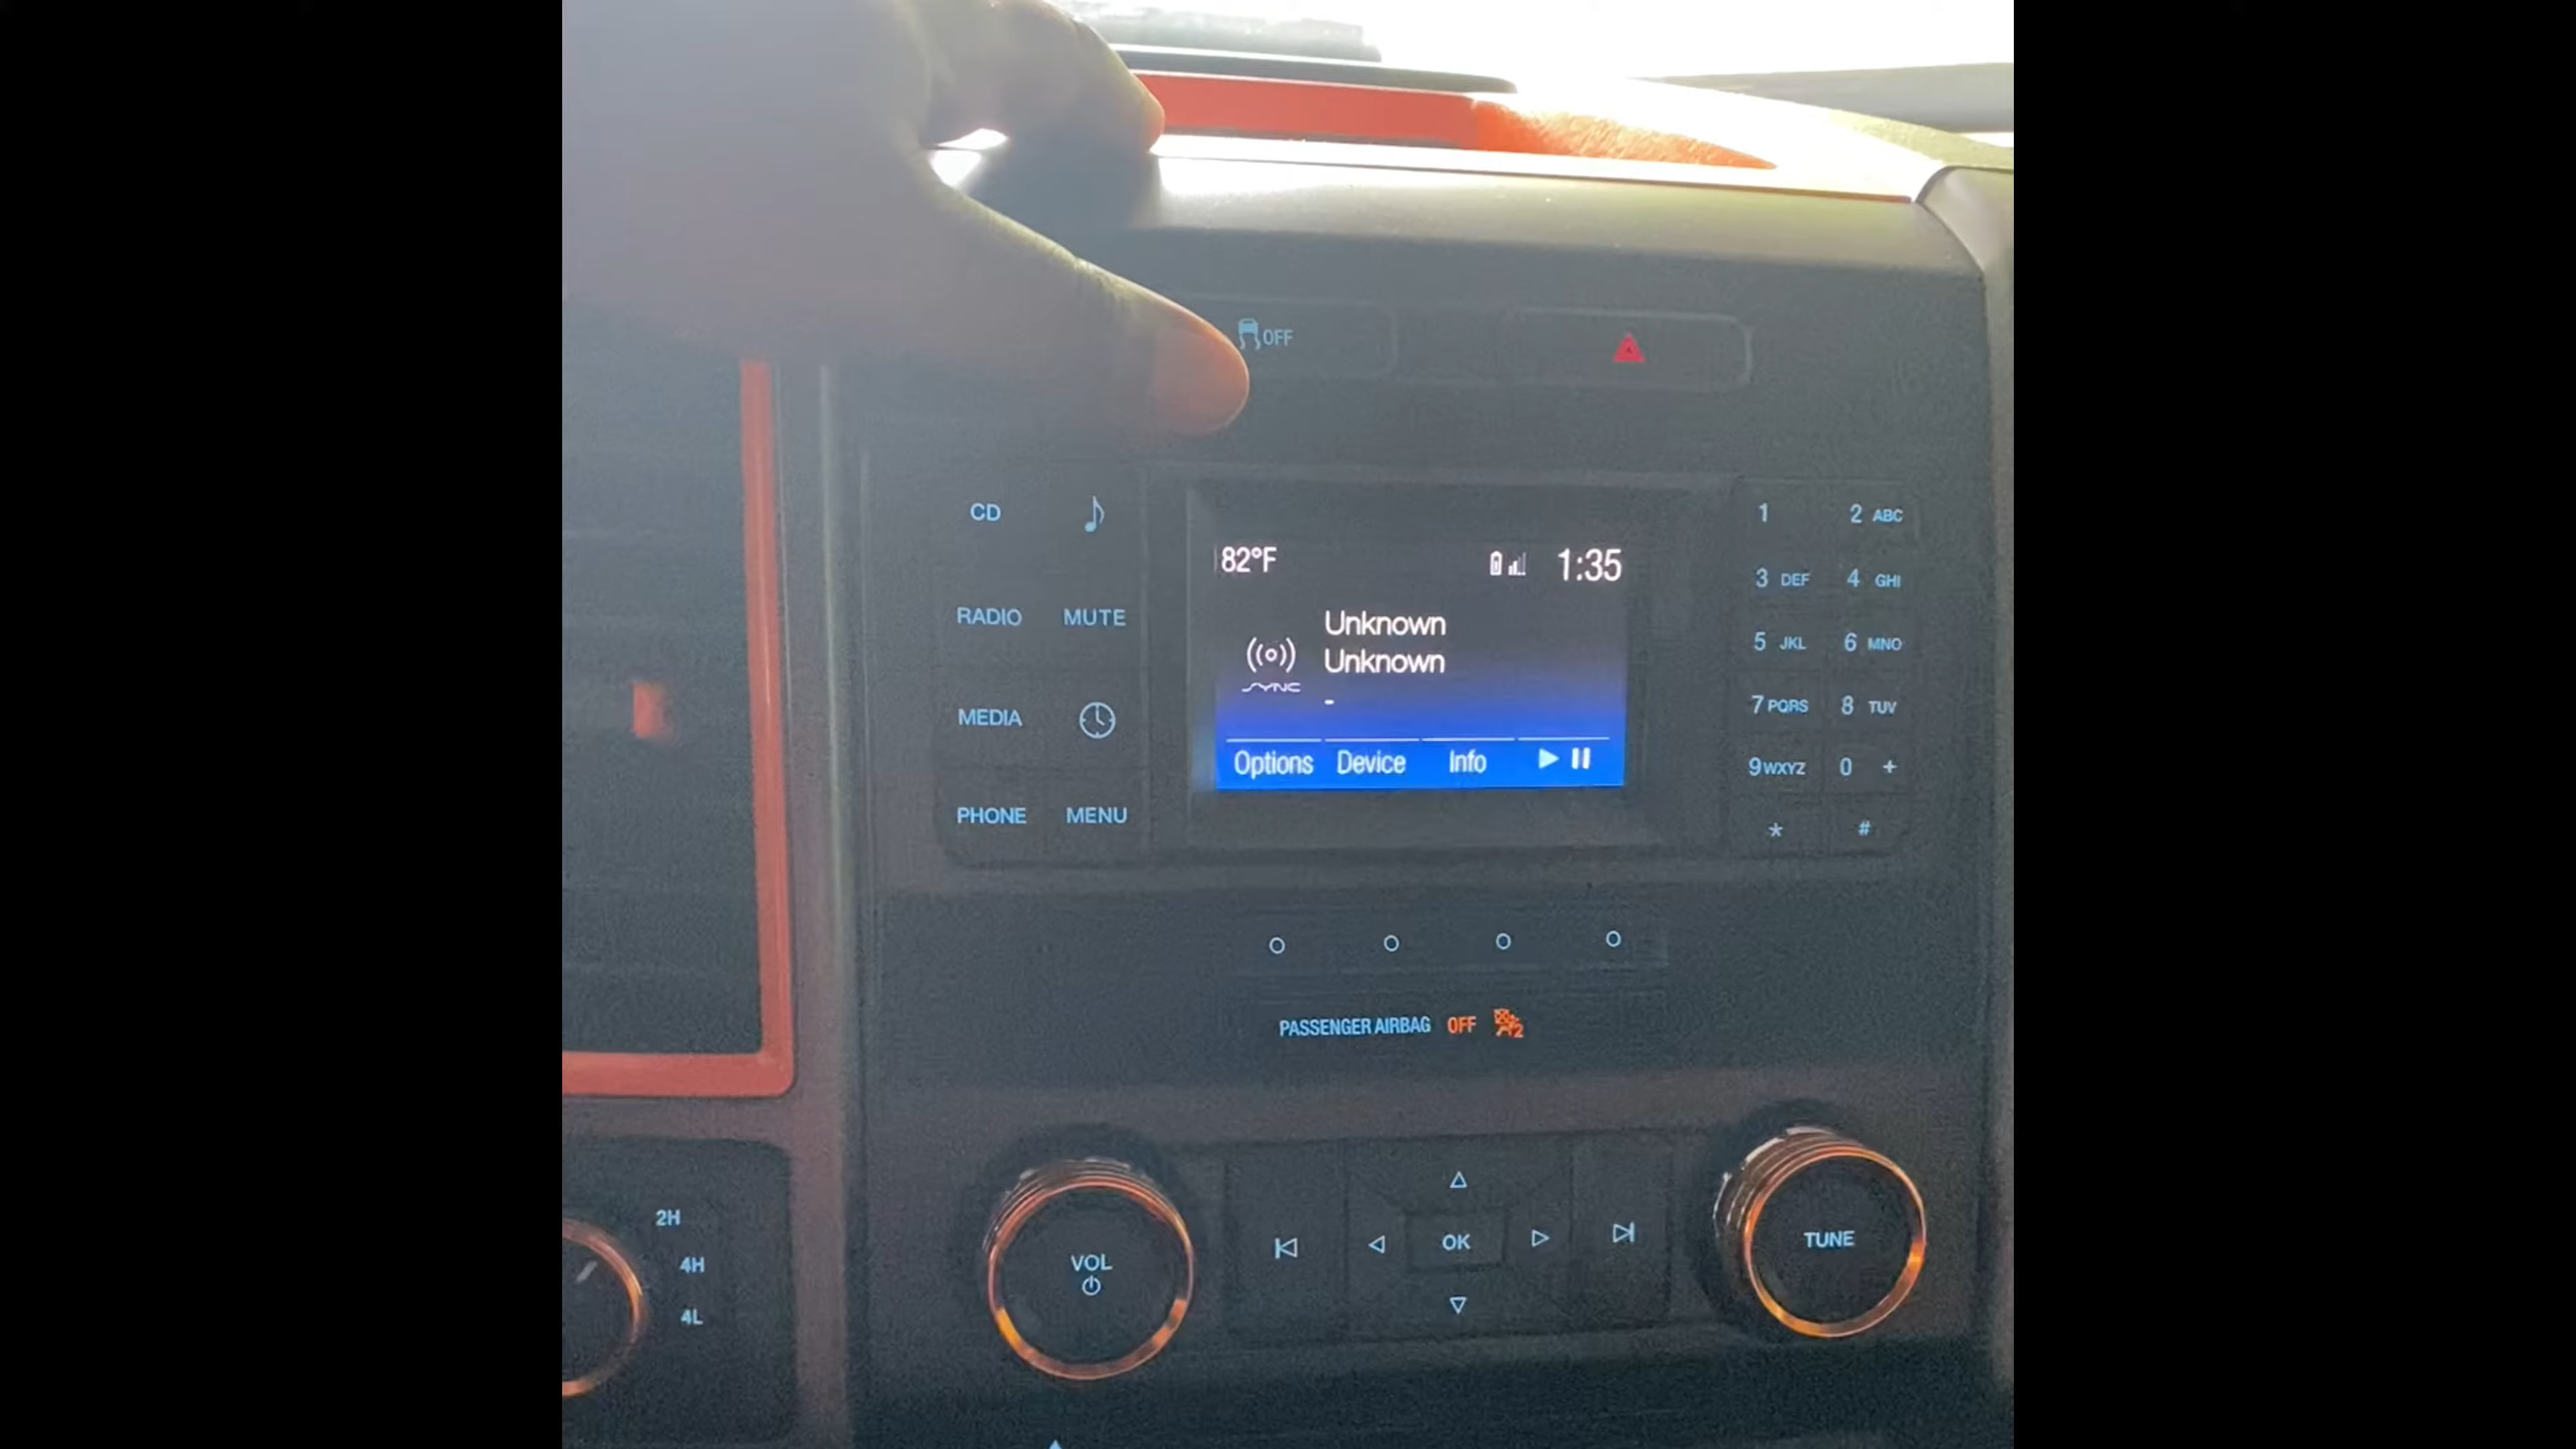 OFF
CD
RADIO MUTE
MEDIA
PHONE MENU
82°F 1:35
Unknown
SYNC
Unknown
-
Options Device Info
1 2 ABC
3 DEF 4 GHI
5 JKL 6 MNO
7 PQRS 8 TUV
9 WXYZ 0 +
* #
PASSENGER AIRBAG OFF 2
2H
4H
4L
VOL
OK
TUNE